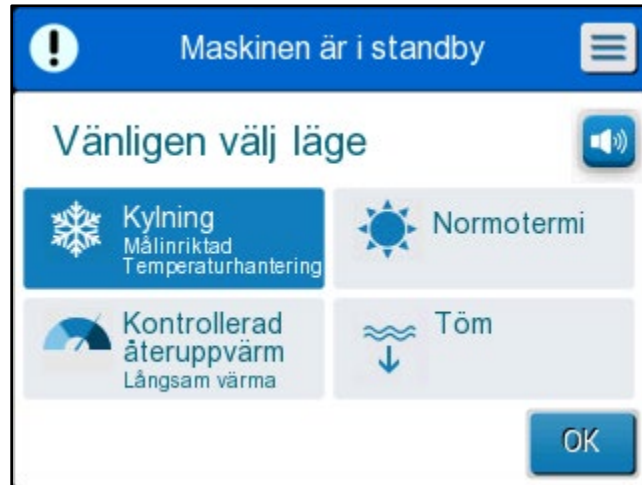 Maskinen är i standby
Vänligen välj läge
Kylning
Målinriktad
Temperaturhantering
Normotermi
Kontrollerad
återuppvärm
Långsam värma
Töm
OK